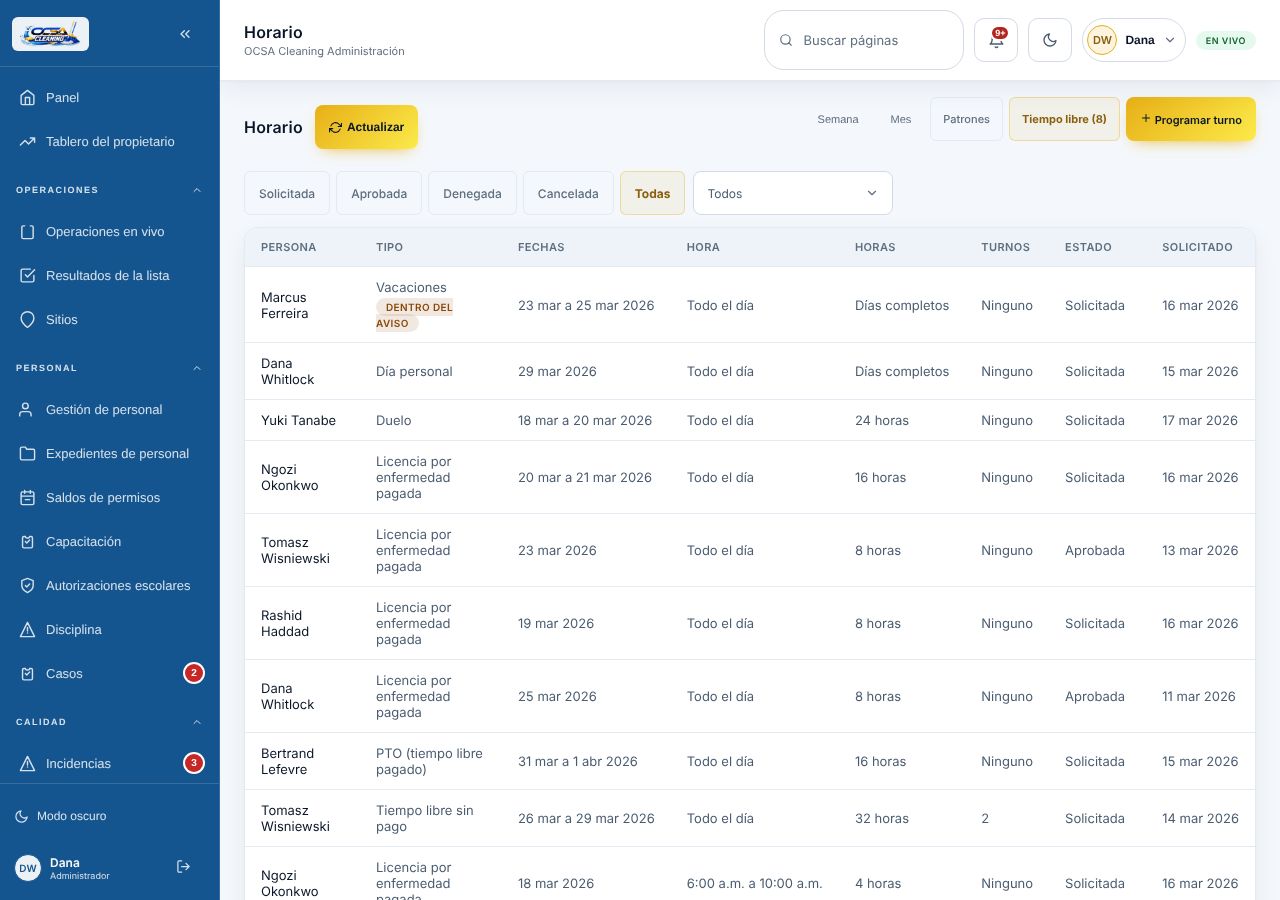 OCSA
CLEANING
Horario
OCSA Cleaning Administración
Buscar páginas
9+
DW
Dana
EN VIVO
Panel
Tablero del propietario
OPERACIONES
Operaciones en vivo
Resultados de la lista
Sitios
PERSONAL
Gestión de personal
Expedientes de personal
Saldos de permisos
Capacitación
Autorizaciones escolares
Disciplina
Casos 2
CALIDAD
Incidencias 3
Modo oscuro
DW
Dana
Administrador
Horario
Actualizar
Semana
Mes
Patrones
Tiempo libre (8)
+ Programar turno
Solicitada
Aprobada
Denegada
Cancelada
Todas
Todos
PERSONA TIPO FECHAS HORA HORAS TURNOS ESTADO SOLICITADO
Marcus Ferreira Vacaciones DENTRO DEL AVISO 23 mar a 25 mar 2026 Todo el día Días completos Ninguno Solicitada 16 mar 2026
Dana Whitlock Día personal 29 mar 2026 Todo el día Días completos Ninguno Solicitada 15 mar 2026
Yuki Tanabe Duelo 18 mar a 20 mar 2026 Todo el día 24 horas Ninguno Solicitada 17 mar 2026
Ngozi Okonkwo Licencia por enfermedad pagada 20 mar a 21 mar 2026 Todo el día 16 horas Ninguno Solicitada 16 mar 2026
Tomasz Wisniewski Licencia por enfermedad pagada 23 mar 2026 Todo el día 8 horas Ninguno Aprobada 13 mar 2026
Rashid Haddad Licencia por enfermedad pagada 19 mar 2026 Todo el día 8 horas Ninguno Solicitada 16 mar 2026
Dana Whitlock Licencia por enfermedad pagada 25 mar 2026 Todo el día 8 horas Ninguno Aprobada 11 mar 2026
Bertrand Lefevre PTO (tiempo libre pagado) 31 mar a 1 abr 2026 Todo el día 16 horas Ninguno Solicitada 15 mar 2026
Tomasz Wisniewski Tiempo libre sin pago 26 mar a 29 mar 2026 Todo el día 32 horas 2 Solicitada 14 mar 2026
Ngozi Okonkwo Licencia por enfermedad pagada 18 mar 2026 6:00 a.m. a 10:00 a.m. 4 horas Ninguno Solicitada 16 mar 2026